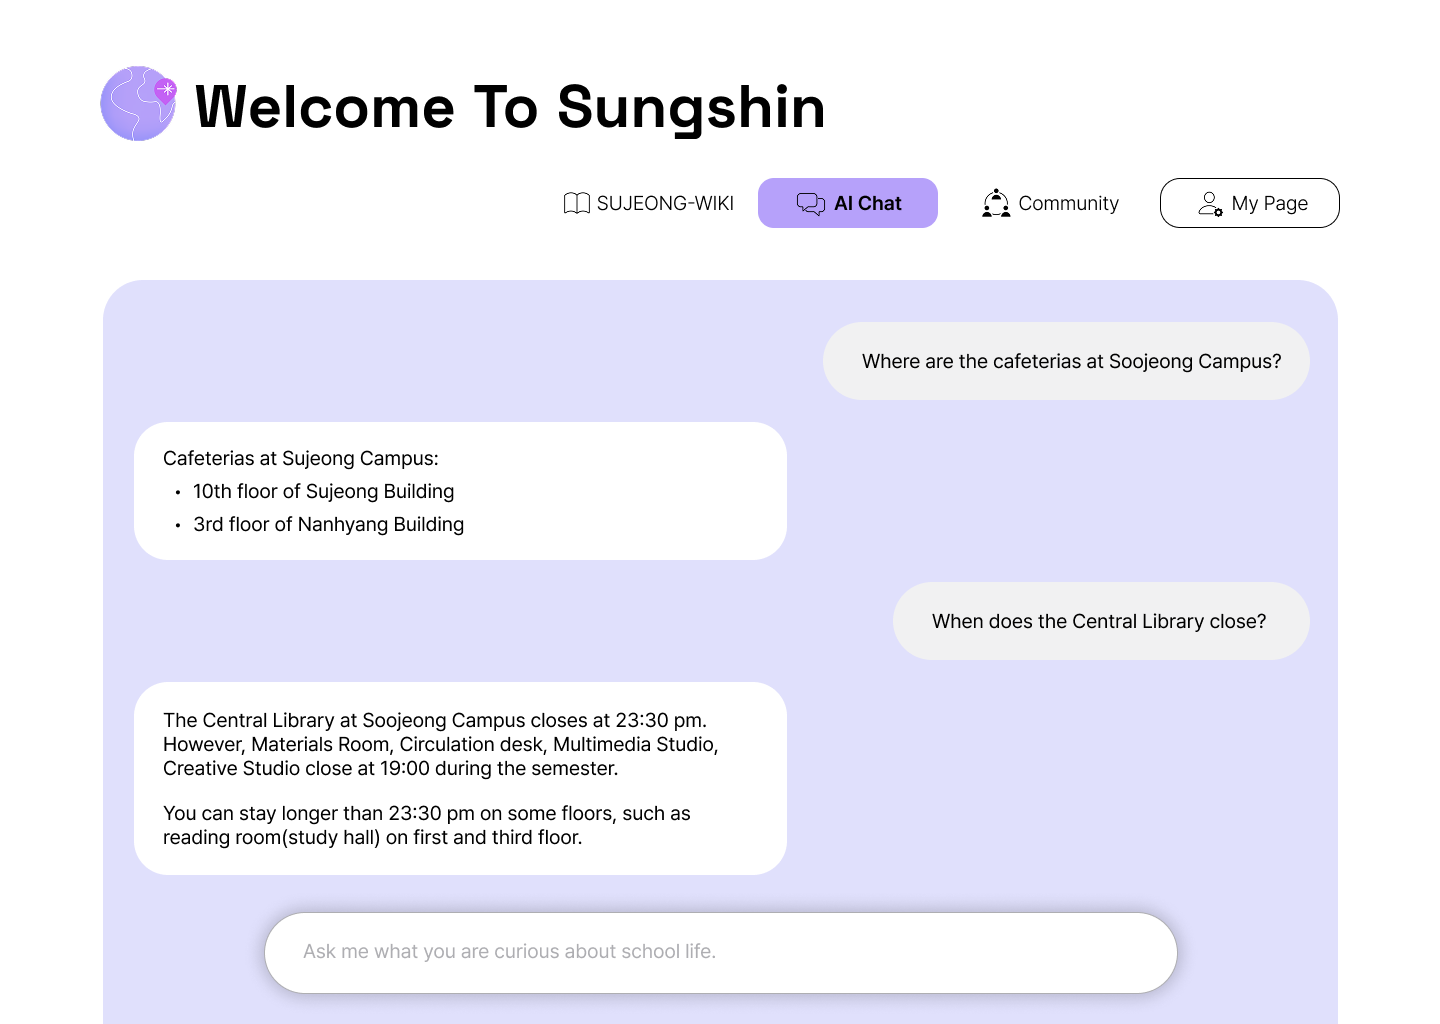 Welcome To Sungshin
SUJEONG-WIKI
AI Chat
Community
My Page
Where are the cafeterias at Soojeong Campus?
Cafeterias at Sujeong Campus:
• 10th floor of Sujeong Building
• 3rd floor of Nanhyang Building
When does the Central Library close?
The Central Library at Soojeong Campus closes at 23:30 pm.
However, Materials Room, Circulation desk, Multimedia Studio,
Creative Studio close at 19:00 during the semester.
You can stay longer than 23:30 pm on some floors, such as
reading room(study hall) on first and third floor.
Ask me what you are curious about school life.